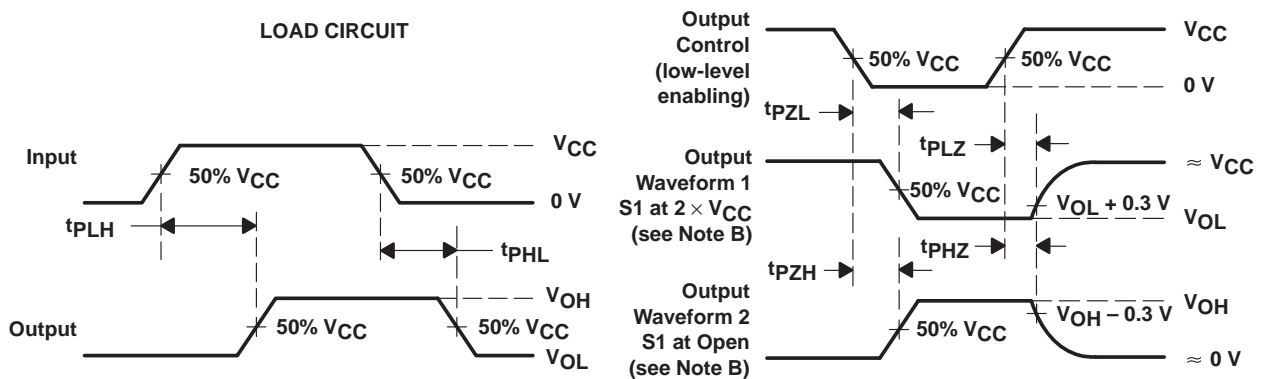 LOAD CIRCUIT
Input
50% VCC
50% VCC
VCC
0 V
tPLH
tPHL
Output
50% VCC
50% VCC
VOH
VOL
Output
Control
(low-level
enabling)
50% VCC
50% VCC
VCC
0 V
tPZL
tPLZ
Output
Waveform 1
S1 at 2 × VCC
(see Note B)
50% VCC
VOL + 0.3 V
≈ VCC
VOL
tPZH
tPHZ
Output
Waveform 2
S1 at Open
(see Note B)
50% VCC
VOH – 0.3 V
VOH
≈ 0 V